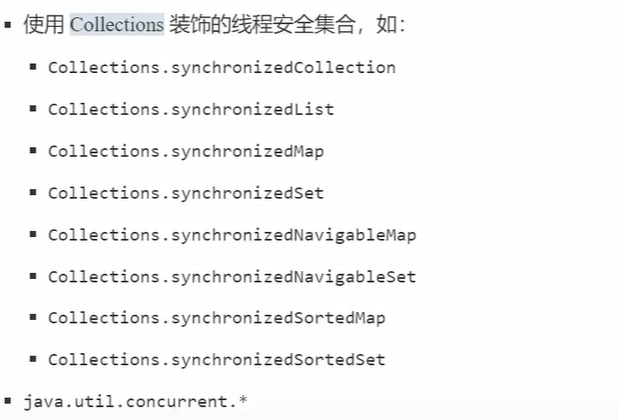 使用 Collections 装饰的线程安全集合，如：
Collections.synchronizedCollection
Collections.synchronizedList
Collections.synchronizedMap
Collections.synchronizedSet
Collections.synchronizedNavigableMap
Collections.synchronizedNavigableSet
Collections.synchronizedSortedMap
Collections.synchronizedSortedSet
java.util.concurrent.*